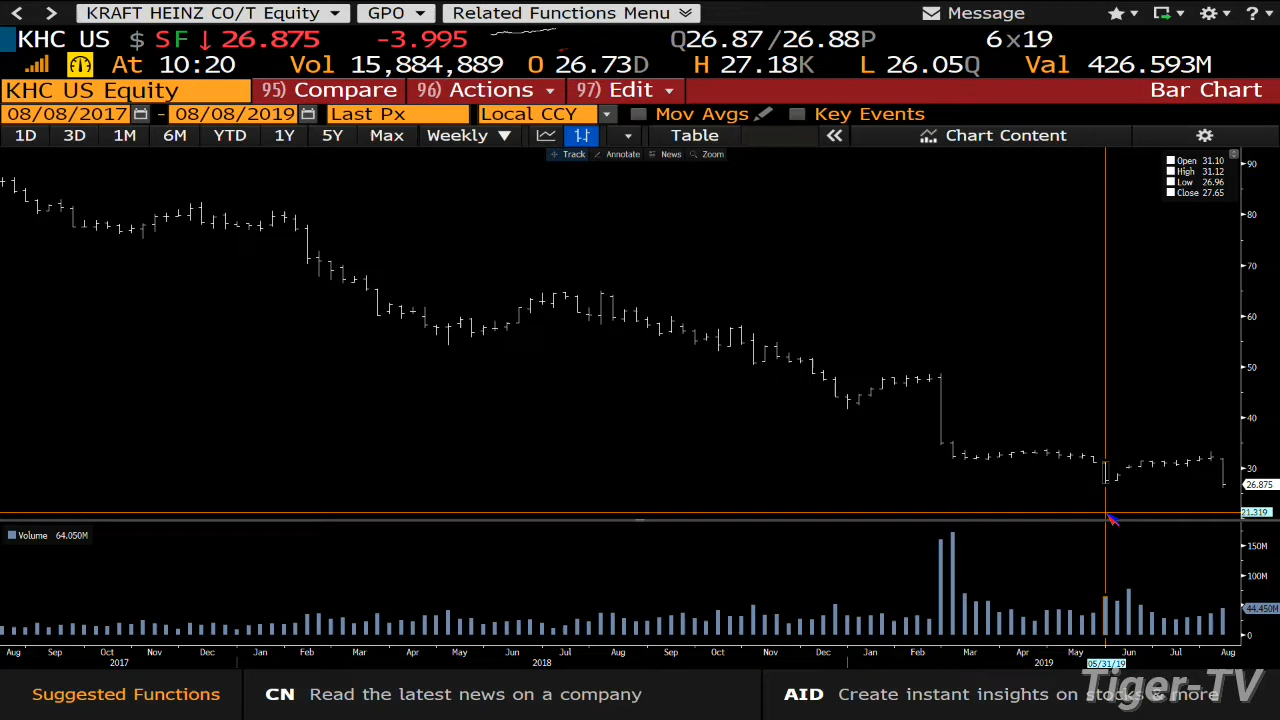 KRAFT HEINZ CO/T Equity GPO Related Functions Menu Message
KHC US $ SF ↓ 26.875 -3.995 Q26.87/26.88P 6x19
At 10:20 Vol 15,884,889 O 26.73D H 27.18K L 26.05Q Val 426.593M
KHC US Equity 95) Compare 96) Actions 97) Edit Bar Chart
08/08/2017 - 08/08/2019 Last Px Local CCY Mov Avgs Key Events
1D 3D 1M 6M YTD 1Y 5Y Max Weekly Table Chart Content
Track Annotate News Zoom
Open 31.10
High 31.12
Low 26.96
Close 27.65
90
80
70
60
50
40
30
26.875
21.319
Volume 64.050M
150M
100M
44.450M
0
Aug Sep Oct Nov Dec Jan Feb Mar Apr May Jun Jul Aug Sep Oct Nov Dec Jan Feb Apr May Jun Jul Aug
2017 2018 2019 05/31/19
Suggested Functions CN Read the latest news on a company AID Create instant insights on stocks & more
Tiger-TV